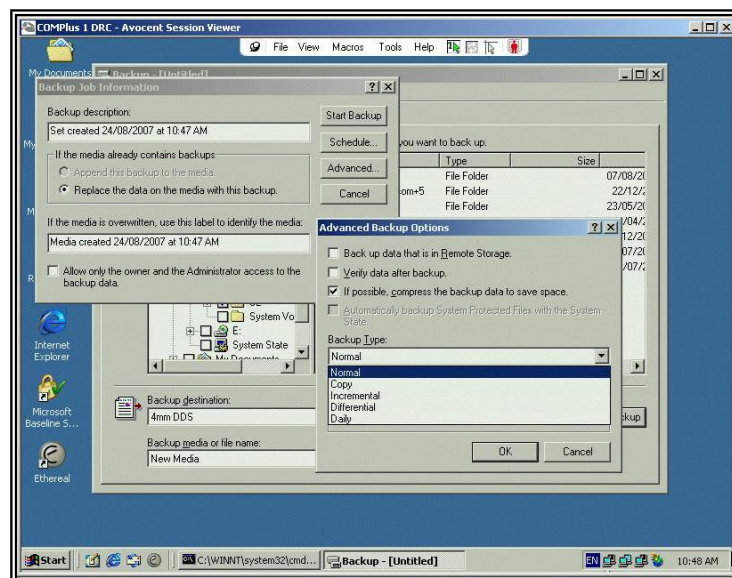 COMPlus 1 DRC - Avocent Session Viewer
File View Macros Tools Help
My Documents
Backup - [Untitled]
Backup Job Information
Backup description:
Set created 24/08/2007 at 10:47 AM
If the media already contains backups
Append this backup to the media.
Replace the data on the media with this backup.
If the media is overwritten, use this label to identify the media:
Media created 24/08/2007 at 10:47 AM
Allow only the owner and the Administrator access to the
backup data.
Start Backup
Schedule...
Advanced...
Cancel
you want to back up.
Type
Size
File Folder
07/08/2(
om+5
File Folder
22/12/2
File Folder
23/05/2(
Advanced Backup Options
Back up data that is in Remote Storage.
Verify data after backup.
If possible, compress the backup data to save space.
Automatically backup System Protected Files with the System
State.
Backup Type:
Normal
Normal
Copy
Incremental
Differential
Daily
OK
Cancel
System Vo
E:
System State
My Documents
Backup destination:
4mm DDS
Backup media or file name:
New Media
Internet
Explorer
Microsoft
Baseline S...
Ethereal
Start
C:\WINNT\system32\cmd...
Backup - [Untitled]
EN
10:48 AM